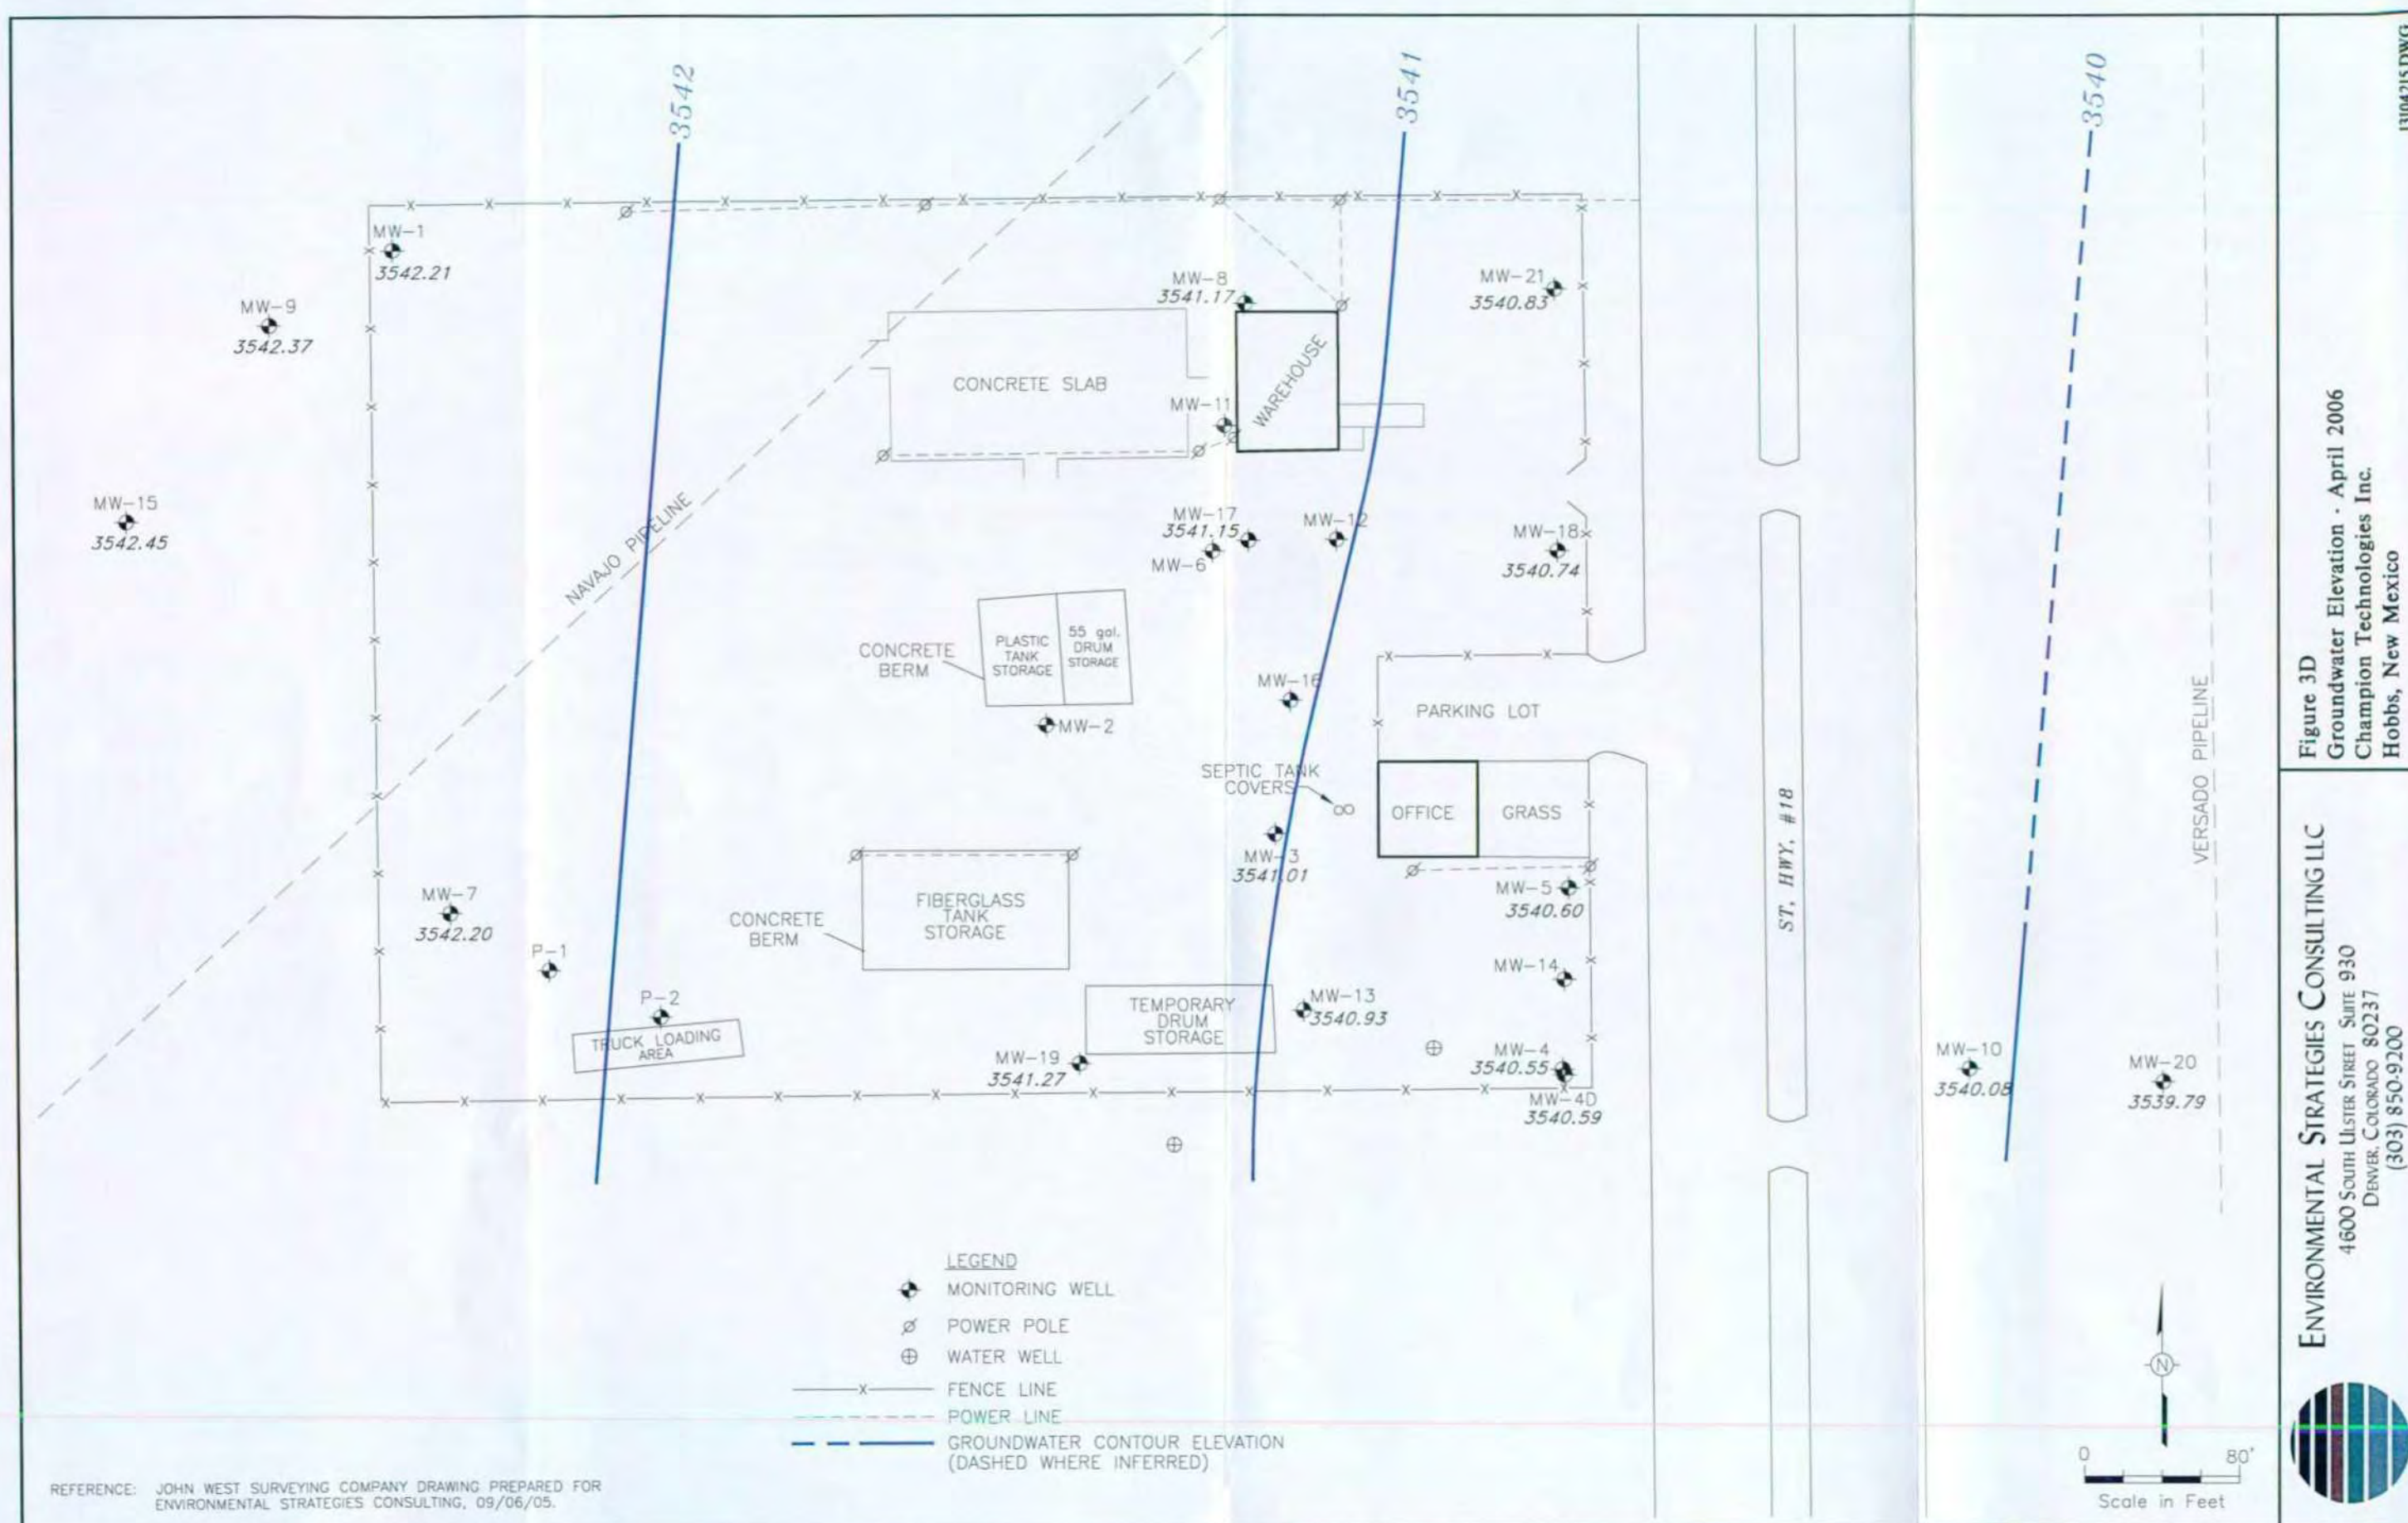 3542
3541
3540
MW-1
3542.21
MW-9
3542.37
MW-15
3542.45
MW-8
3541.17
MW-21
3540.83
CONCRETE SLAB
WAREHOUSE
MW-11
NAVAJO PIPELINE
MW-17
3541.15
MW-6
MW-12
MW-18
3540.74
CONCRETE
BERM
PLASTIC
TANK
STORAGE
55 gal.
DRUM
STORAGE
MW-2
MW-16
PARKING LOT
SEPTIC TANK
COVERS
OFFICE
GRASS
MW-3
3541.01
MW-5
3540.60
MW-7
3542.20
P-1
P-2
TRUCK LOADING
AREA
CONCRETE
BERM
FIBERGLASS
TANK
STORAGE
TEMPORARY
DRUM
STORAGE
MW-13
3540.93
MW-14
MW-19
3541.27
MW-4
3540.55
MW-4D
3540.59
ST. HWY. #18
VERSADO PIPELINE
MW-10
3540.08
MW-20
3539.79
LEGEND
MONITORING WELL
POWER POLE
WATER WELL
X FENCE LINE
POWER LINE
GROUNDWATER CONTOUR ELEVATION
(DASHED WHERE INFERRED)
REFERENCE: JOHN WEST SURVEYING COMPANY DRAWING PREPARED FOR
ENVIRONMENTAL STRATEGIES CONSULTING, 09/06/05.
N
0 80'
Scale in Feet
Figure 3D
Groundwater Elevation - April 2006
Champion Technologies Inc.
Hobbs, New Mexico
ENVIRONMENTAL STRATEGIES CONSULTING LLC
4600 SOUTH ULSTER STREET SUITE 930
DENVER, COLORADO 80237
(303) 850-9200